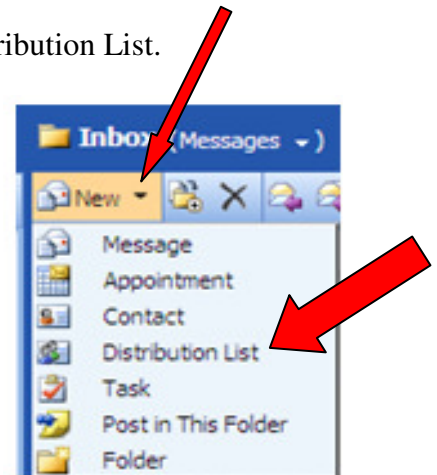 ribution List.
Inbox (Messages ▾)
New ▾
Message
Appointment
Contact
Distribution List
Task
Post in This Folder
Folder